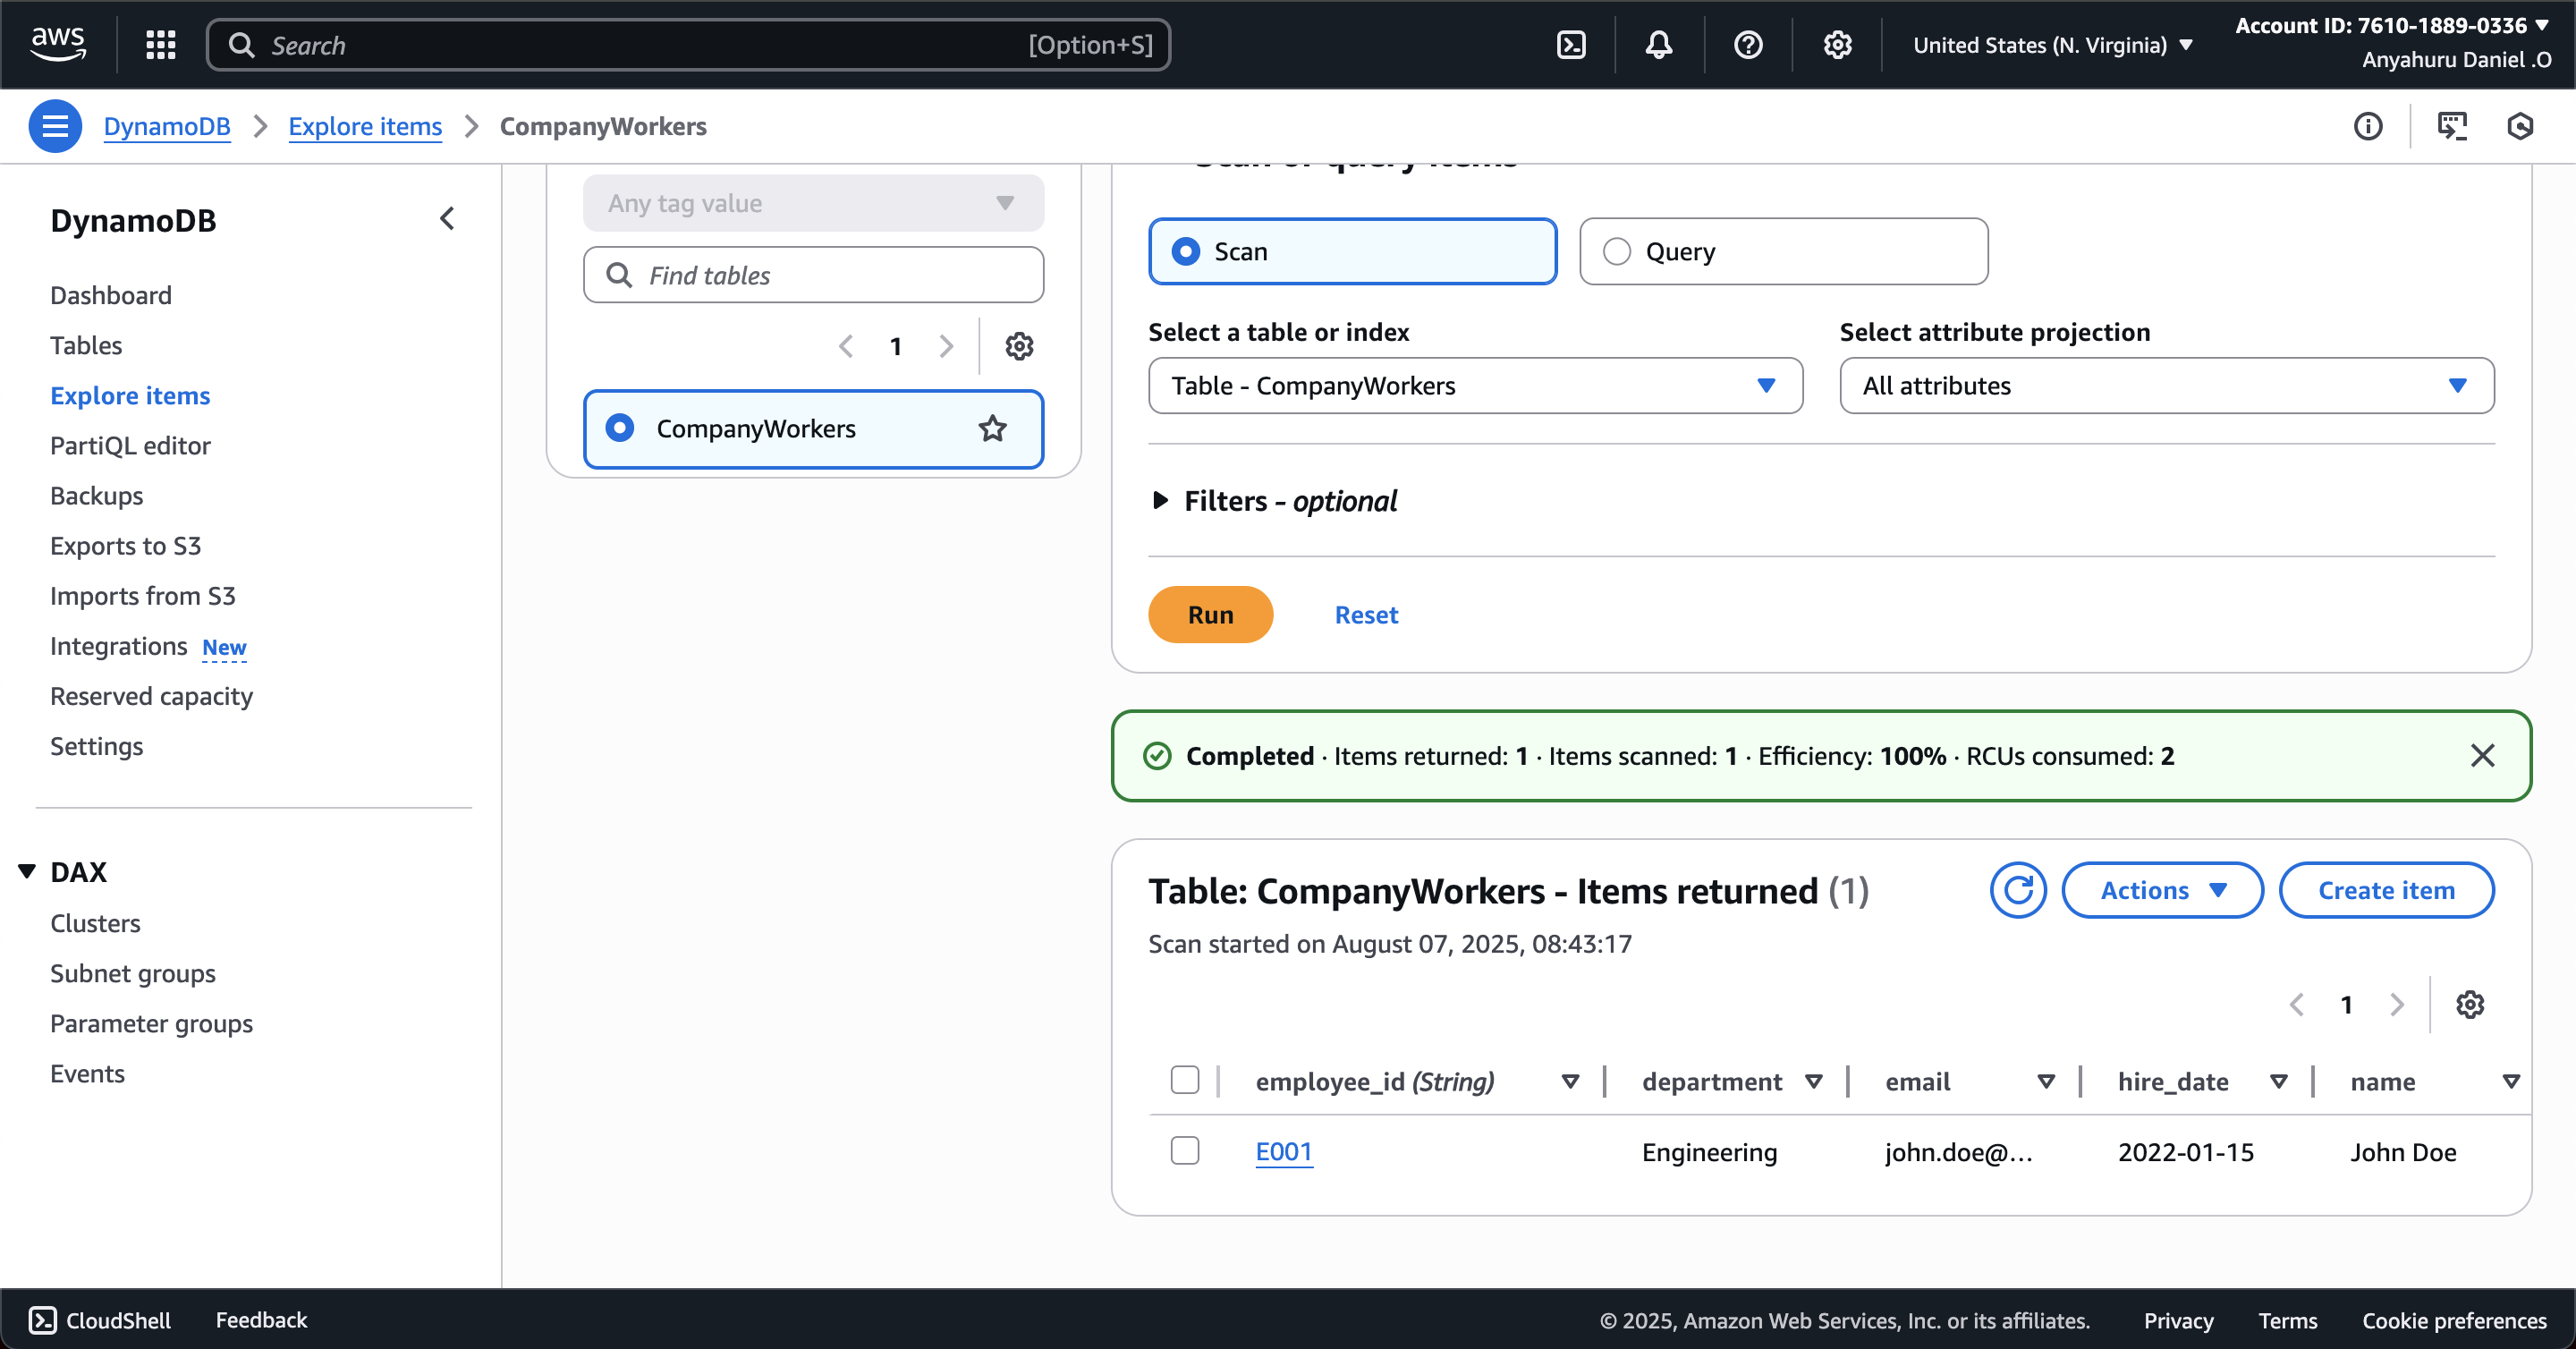 aws
Search
[Option+S]
United States (N. Virginia)
Account ID: 7610-1889-0336
Anyahuru Daniel .O
DynamoDB
Explore items
CompanyWorkers
DynamoDB
Dashboard
Tables
Explore items
PartiQL editor
Backups
Exports to S3
Imports from S3
Integrations New
Reserved capacity
Settings
DAX
Clusters
Subnet groups
Parameter groups
Events
Any tag value
Find tables
1
CompanyWorkers
Scan or query items
Scan
Query
Select a table or index
Table - CompanyWorkers
Select attribute projection
All attributes
Filters - optional
Run
Reset
Completed · Items returned: 1 · Items scanned: 1 · Efficiency: 100% · RCUs consumed: 2
Table: CompanyWorkers - Items returned (1)
Scan started on August 07, 2025, 08:43:17
Actions
Create item
1
employee_id (String) department email hire_date name
E001 Engineering john.doe@... 2022-01-15 John Doe
CloudShell
Feedback
© 2025, Amazon Web Services, Inc. or its affiliates.
Privacy
Terms
Cookie preferences